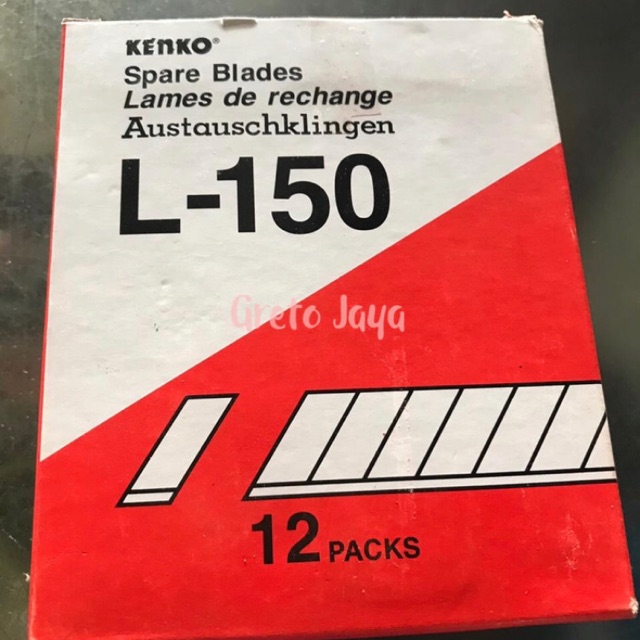 KENKO®
Spare Blades
Lames de rechange
Austauschklingen
L-150
Greto Jaya
12 PACKS